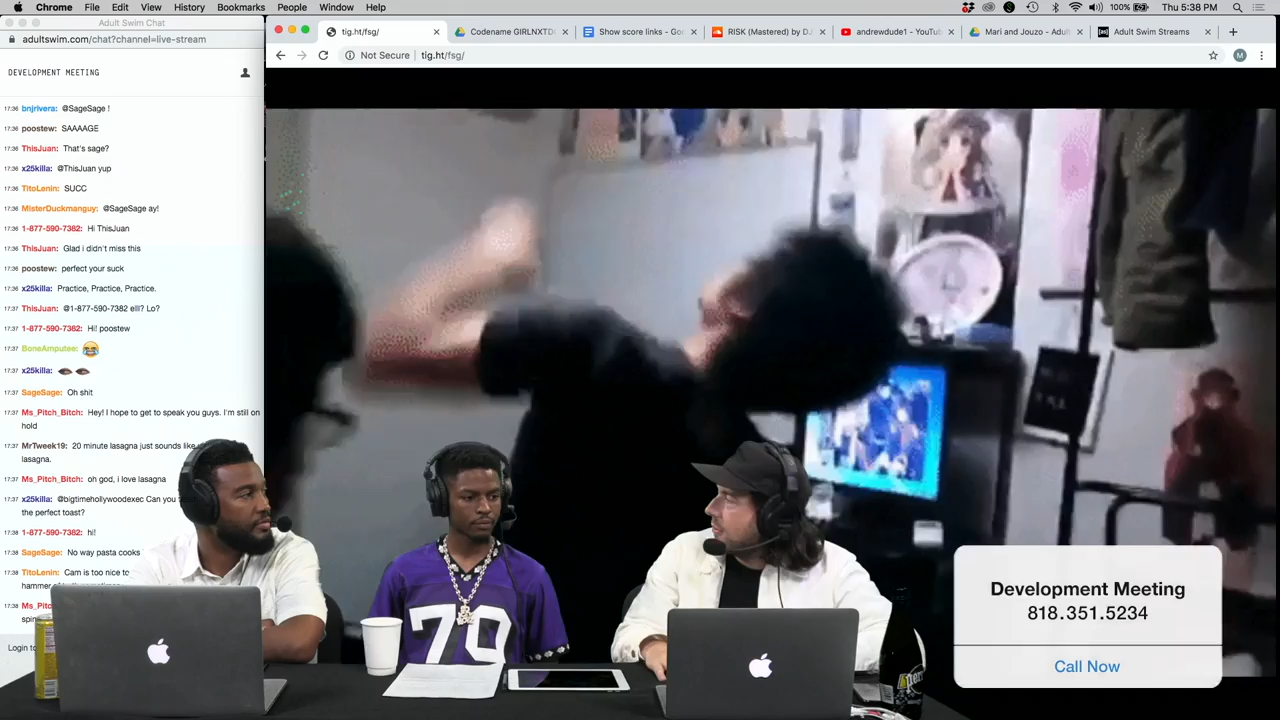 Chrome File Edit View History Bookmarks People Window Help
100% Thu 5:38 PM
Adult Swim Chat
adultswim.com/chat?channel=live-stream
DEVELOPMENT MEETING
17:36 bnjrivera: @SageSage !
17:36 poostew: SAAAAGE
17:36 ThisJuan: That's sage?
17:36 x25killa: @ThisJuan yup
17:36 TitoLenin: SUCC
17:36 MisterDuckmanguy: @SageSage ay!
17:36 1-877-590-7382: Hi ThisJuan
17:36 ThisJuan: Glad i didn't miss this
17:36 poostew: perfect your suck
17:36 x25killa: Practice, Practice, Practice.
17:37 ThisJuan: @1-877-590-7382 elll? Lo?
17:37 1-877-590-7382: Hi! poostew
17:37 BoneAmputee: 😂
17:37 x25killa: 👁 👁
17:37 SageSage: Oh shit
17:37 Ms_Pitch_Bitch: Hey! I hope to get to speak you guys. I'm still on
hold
17:37 MrTweek19: 20 minute lasagna just sounds like
lasagna.
17:37 Ms_Pitch_Bitch: oh god, i love lasagna
17:37 x25killa: @bigtimehollywoodexec Can you
the perfect toast?
17:38 1-877-590-7382: hi!
17:38 SageSage: No way pasta cooks
17:38 TitoLenin: Cam is too nice to
hammer of
17:38 Ms_Pitc
spin
Login to
tig.ht/fsg/
Codename GIRLNXTD
Show score links - Go
RISK (Mastered) by D.
andrewdude1 - YouTu
Mari and Jouzo - Adul
[as] Adult Swim Streams
Not Secure tig.ht/fsg/
M
79
Development Meeting
818.351.5234
Call Now